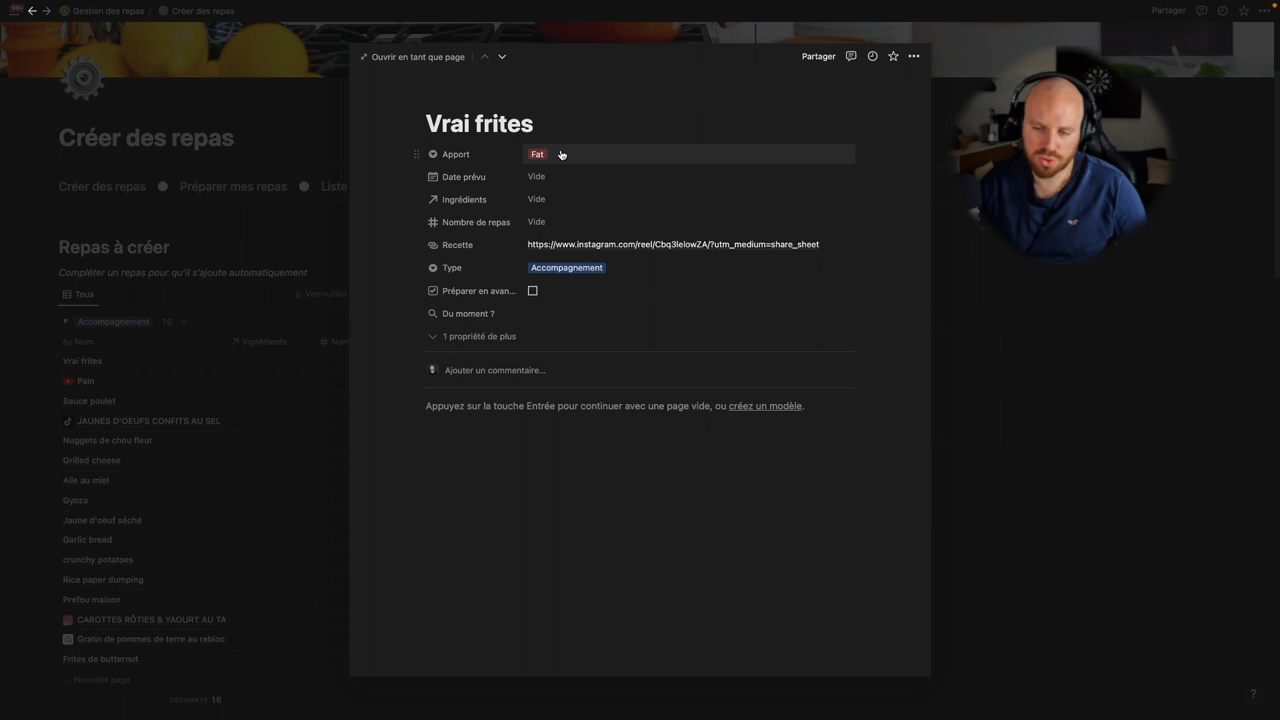 Gestion des repas / Créer des repas
Partager
Ouvrir en tant que page
Partager
Vrai frites
Apport Fat
Date prévu Vide
Ingrédients Vide
Nombre de repas Vide
Recette https://www.instagram.com/reel/Cbq3lelowZA/?utm_medium=share_sheet
Type Accompagnement
Préparer en avan...
Du moment ?
1 propriété de plus
Ajouter un commentaire...
Appuyez sur la touche Entrée pour continuer avec une page vide, ou créez un modèle.
Créer des repas
Créer des repas Préparer mes repas Liste
Repas à créer
Compléter un repas pour qu'il s'ajoute automatiquement
Tous Verrouillée
Accompagnement 16
Aa Nom Ingrédients Nom
Vrai frites
Pain
Sauce poulet
JAUNES D'OEUFS CONFITS AU SEL
Nuggets de chou fleur
Grilled cheese
Aile au miel
Gyoza
Jaune d'oeuf séché
Garlic bread
crunchy potatoes
Rice paper dumping
Prefou maison
CAROTTES RÔTIES & YAOURT AU TA
Gratin de pommes de terre au rebloc
Frites de butternut
Nouvelle page
DÉCOMPTE 16
?